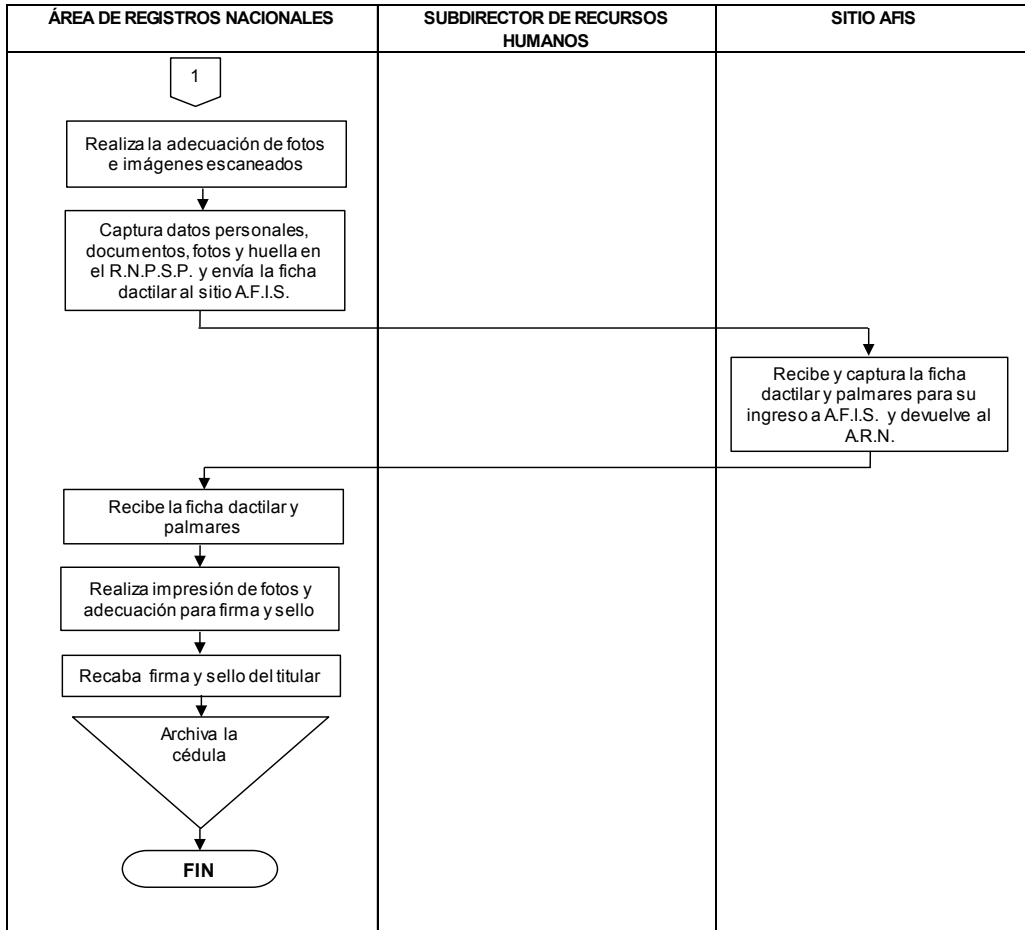 ÁREA DE REGISTROS NACIONALES
SUBDIRECTOR DE RECURSOS
HUMANOS
SITIO AFIS
1
Realiza la adecuación de fotos
e imágenes escaneados
Captura datos personales,
documentos, fotos y huella en
el R.N.P.S.P. y envía la ficha
dactilar al sitio A.F.I.S.
Recibe y captura la ficha
dactilar y palmares para su
ingreso a A.F.I.S. y devuelve al
A.R.N.
Recibe la ficha dactilar y
palmares
Realiza impresión de fotos y
adecuación para firma y sello
Recaba firma y sello del titular
Archiva la
cédula
FIN